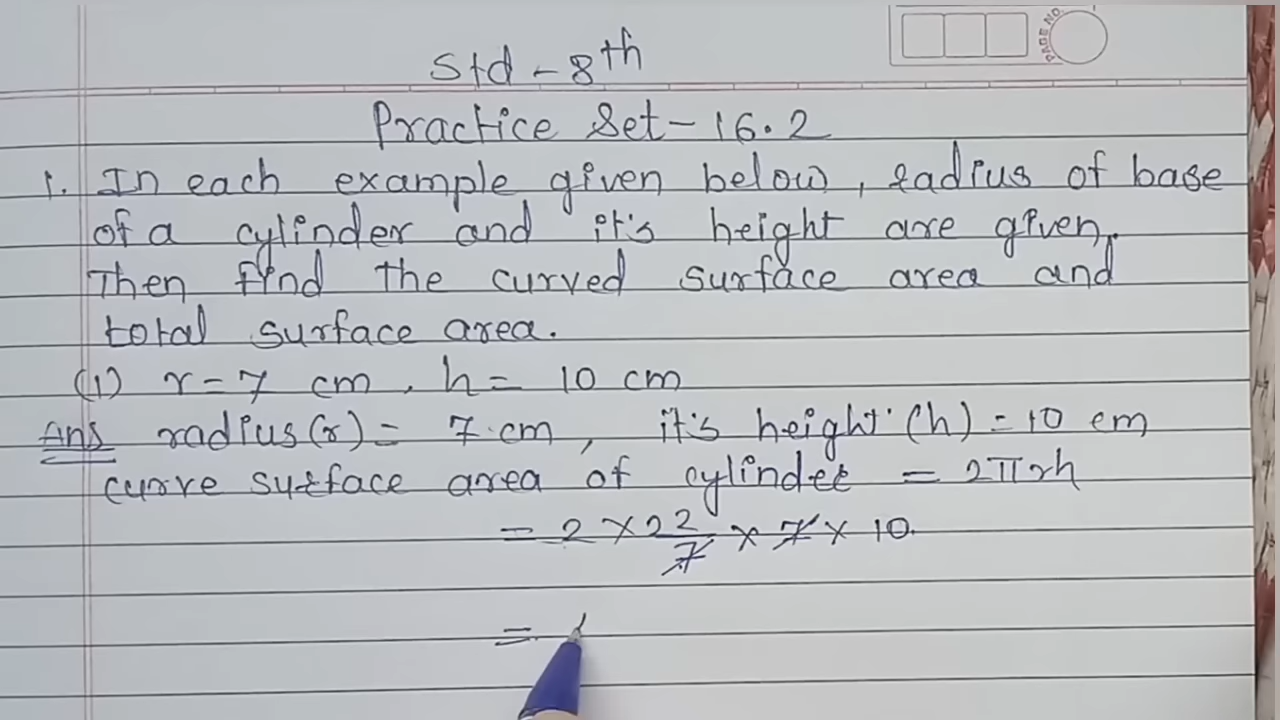 PAGE NO.
Std - 8th
Practice Set - 16.2
1. In each example given below, radius of base
of a cylinder and it's height are given.
Then find the curved surface area and
total surface area.
(1) r = 7 cm, h = 10 cm
Ans radius (r) = 7 cm, it's height (h) = 10 cm
curve surface area of cylinder = 2πrh
= 2 × 22/7 × 7 × 10
=